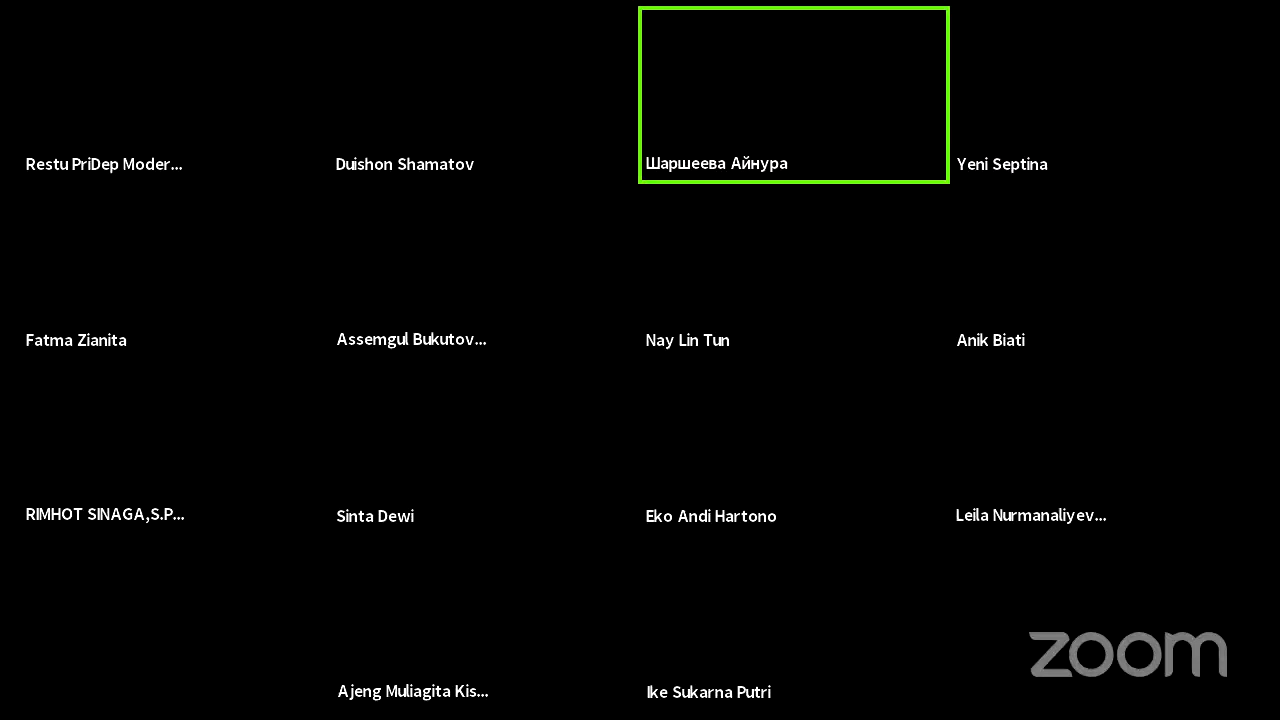 Restu PriDep Moder...
Duishon Shamatov
Шаршеева Айнура
Yeni Septina
Fatma Zianita
Assemgul Bukutov...
Nay Lin Tun
Anik Biati
RIMHOT SINAGA,S.P...
Sinta Dewi
Eko Andi Hartono
Leila Nurmanaliyev...
Ajeng Muliagita Kis...
Ike Sukarna Putri
zoom